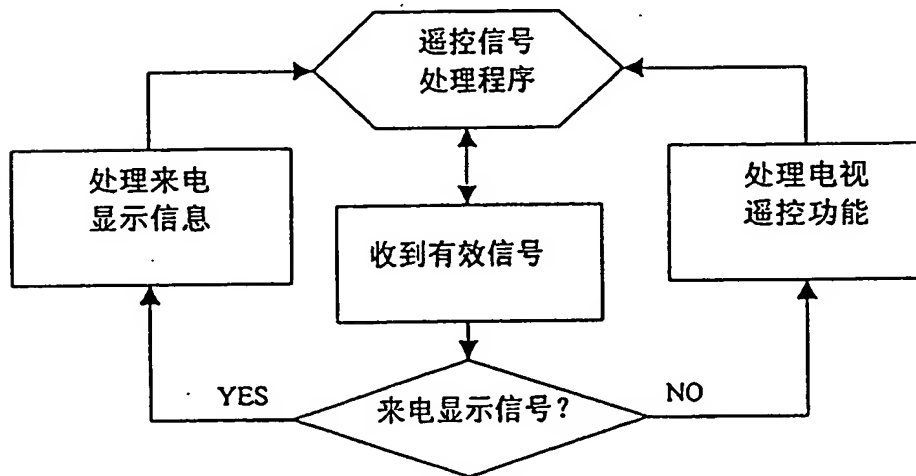 遥控信号
处理程序
处理来电
显示信息
收到有效信号
处理电视
遥控功能
YES
来电显示信号?
NO